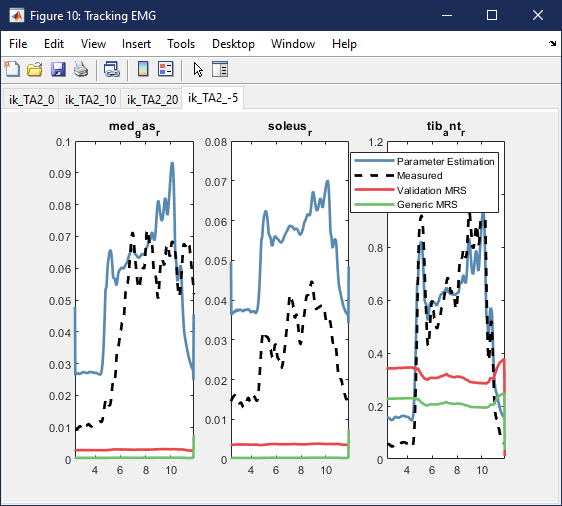 Figure 10: Tracking EMG
File Edit View Insert Tools Desktop Window Help
ik_TA2_0 ik_TA2_10 ik_TA2_20 ik_TA2_-5
med_gas_r
0.1
0.09
0.08
0.07
0.06
0.05
0.04
0.03
0.02
0.01
0
4 6 8 10
soleus_r
0.08
0.07
0.06
0.05
0.04
0.03
0.02
0.01
0
4 6 8 10
tib_ant_r
1.2
0.8
0.6
0.4
0.2
0
4 6 8 10
Parameter Estimation
Measured
Validation MRS
Generic MRS